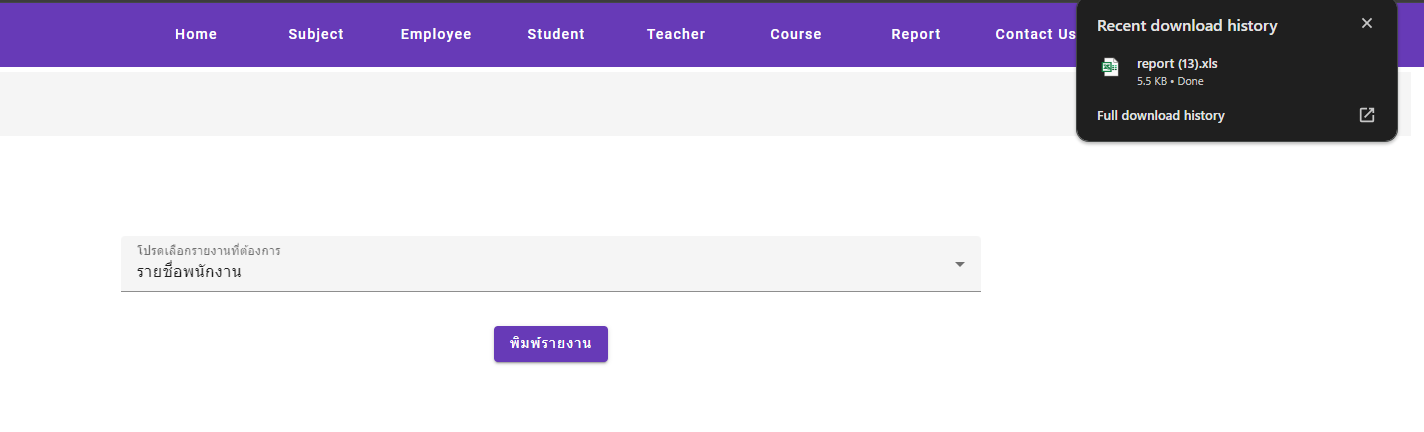 Home Subject Employee Student Teacher Course Report Contact Us
Recent download history
report (13).xls
5.5 KB • Done
Full download history
โปรดเลือกรายงานที่ต้องการ
รายชื่อพนักงาน
พิมพ์รายงาน